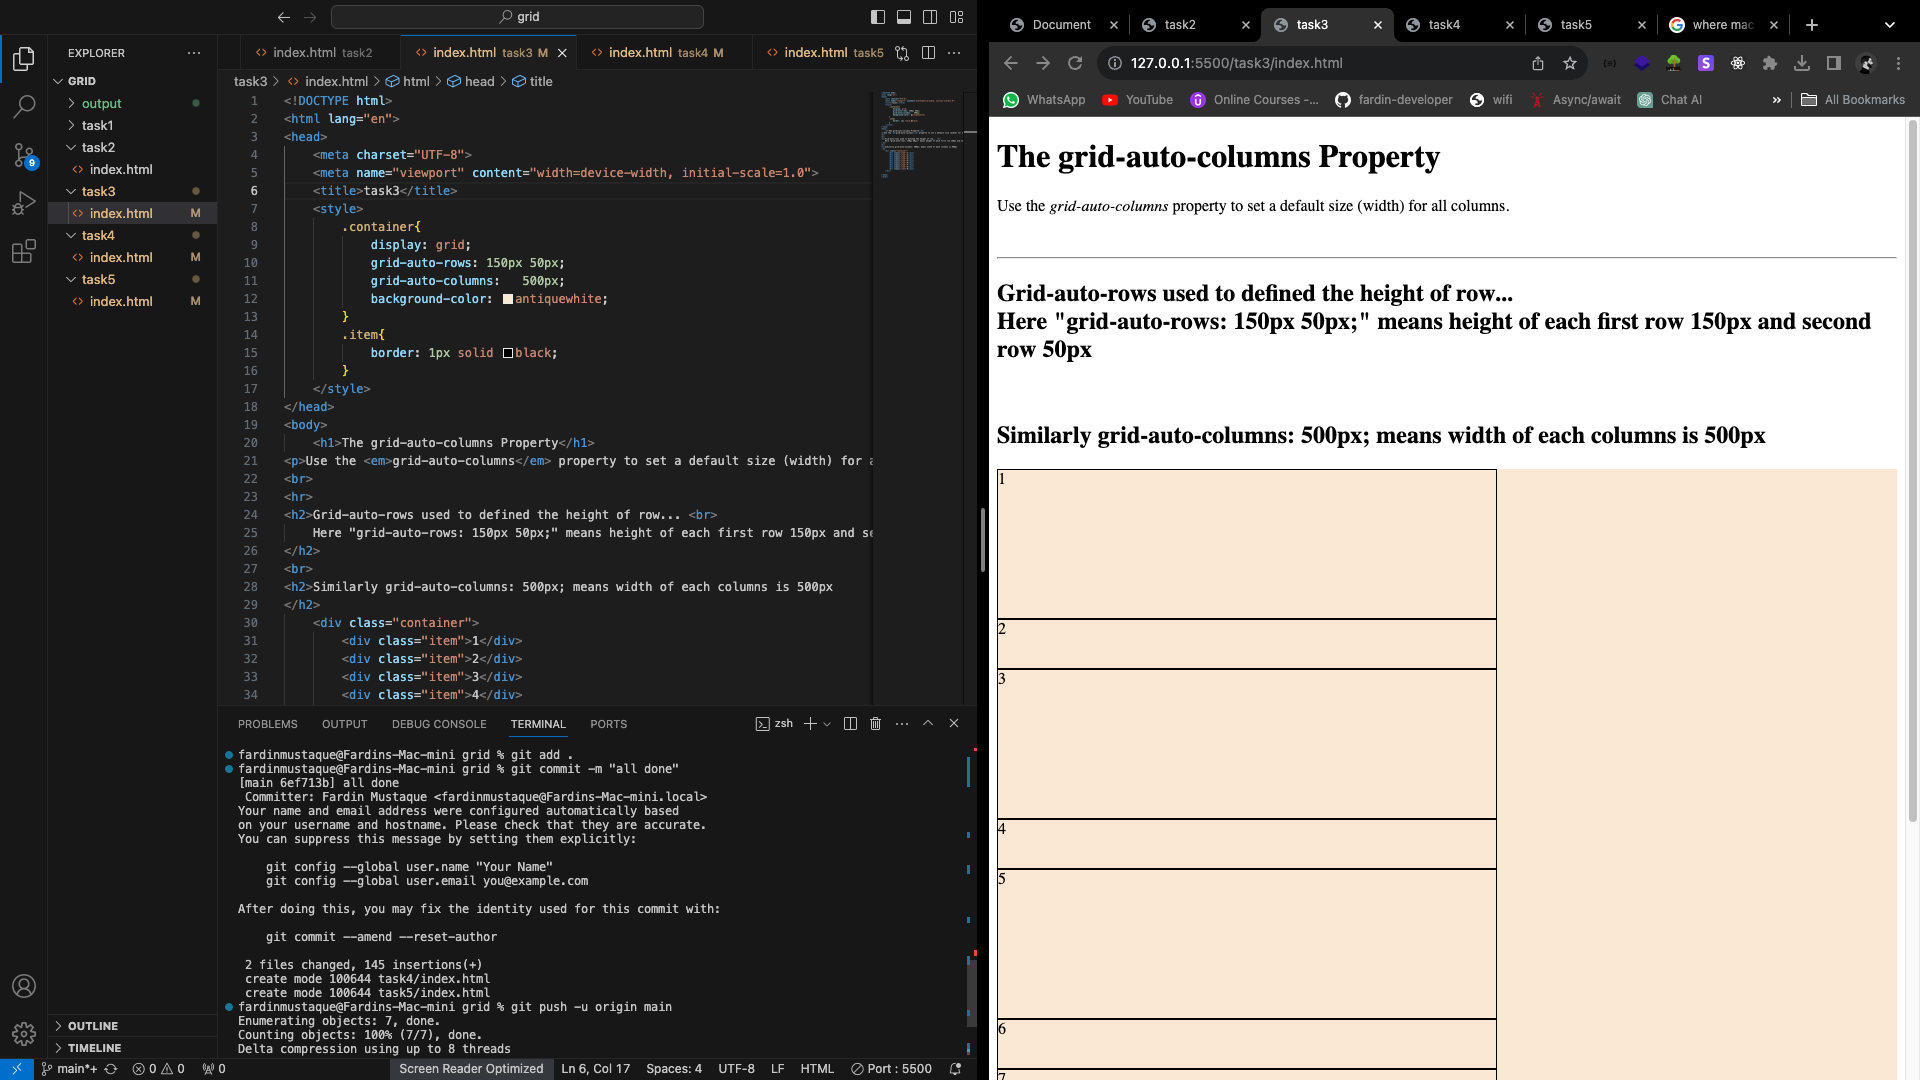 grid
EXPLORER
GRID
output
task1
task2
index.html
task3
index.html M
task4
index.html M
task5
index.html M
OUTLINE
TIMELINE
index.html task2
index.html task3 M
index.html task4 M
index.html task5
task3 > index.html > html > head > title
1 <!DOCTYPE html>
2 <html lang="en">
3 <head>
4 <meta charset="UTF-8">
5 <meta name="viewport" content="width=device-width, initial-scale=1.0">
6 <title>task3</title>
7 <style>
8 .container{
9 display: grid;
10 grid-auto-rows: 150px 50px;
11 grid-auto-columns: 500px;
12 background-color: antiquewhite;
13 }
14 .item{
15 border: 1px solid black;
16 }
17 </style>
18 </head>
19 <body>
20 <h1>The grid-auto-columns Property</h1>
21 <p>Use the <em>grid-auto-columns</em> property to set a default size (width) for a
22 <br>
23 <hr>
24 <h2>Grid-auto-rows used to defined the height of row... <br>
25 Here "grid-auto-rows: 150px 50px;" means height of each first row 150px and se
26 </h2>
27 <br>
28 <h2>Similarly grid-auto-columns: 500px; means width of each columns is 500px
29 </h2>
30 <div class="container">
31 <div class="item">1</div>
32 <div class="item">2</div>
33 <div class="item">3</div>
34 <div class="item">4</div>
PROBLEMS OUTPUT DEBUG CONSOLE TERMINAL PORTS zsh
fardinmustaque@Fardins-Mac-mini grid % git add .
fardinmustaque@Fardins-Mac-mini grid % git commit -m "all done"
[main 6ef713b] all done
Committer: Fardin Mustaque <fardinmustaque@Fardins-Mac-mini.local>
Your name and email address were configured automatically based
on your username and hostname. Please check that they are accurate.
You can suppress this message by setting them explicitly:
git config --global user.name "Your Name"
git config --global user.email you@example.com
After doing this, you may fix the identity used for this commit with:
git commit --amend --reset-author
2 files changed, 145 insertions(+)
create mode 100644 task4/index.html
create mode 100644 task5/index.html
fardinmustaque@Fardins-Mac-mini grid % git push -u origin main
Enumerating objects: 7, done.
Counting objects: 100% (7/7), done.
Delta compression using up to 8 threads
9
main*+ 0 0 0 Screen Reader Optimized Ln 6, Col 17 Spaces: 4 UTF-8 LF HTML Port : 5500
Document task2 task3 task4 task5 where mac
127.0.0.1:5500/task3/index.html
WhatsApp YouTube Online Courses -... fardin-developer wifi Async/await Chat AI » All Bookmarks
The grid-auto-columns Property
Use the grid-auto-columns property to set a default size (width) for all columns.
Grid-auto-rows used to defined the height of row...
Here "grid-auto-rows: 150px 50px;" means height of each first row 150px and second
row 50px
Similarly grid-auto-columns: 500px; means width of each columns is 500px
1
2
3
4
5
6
7